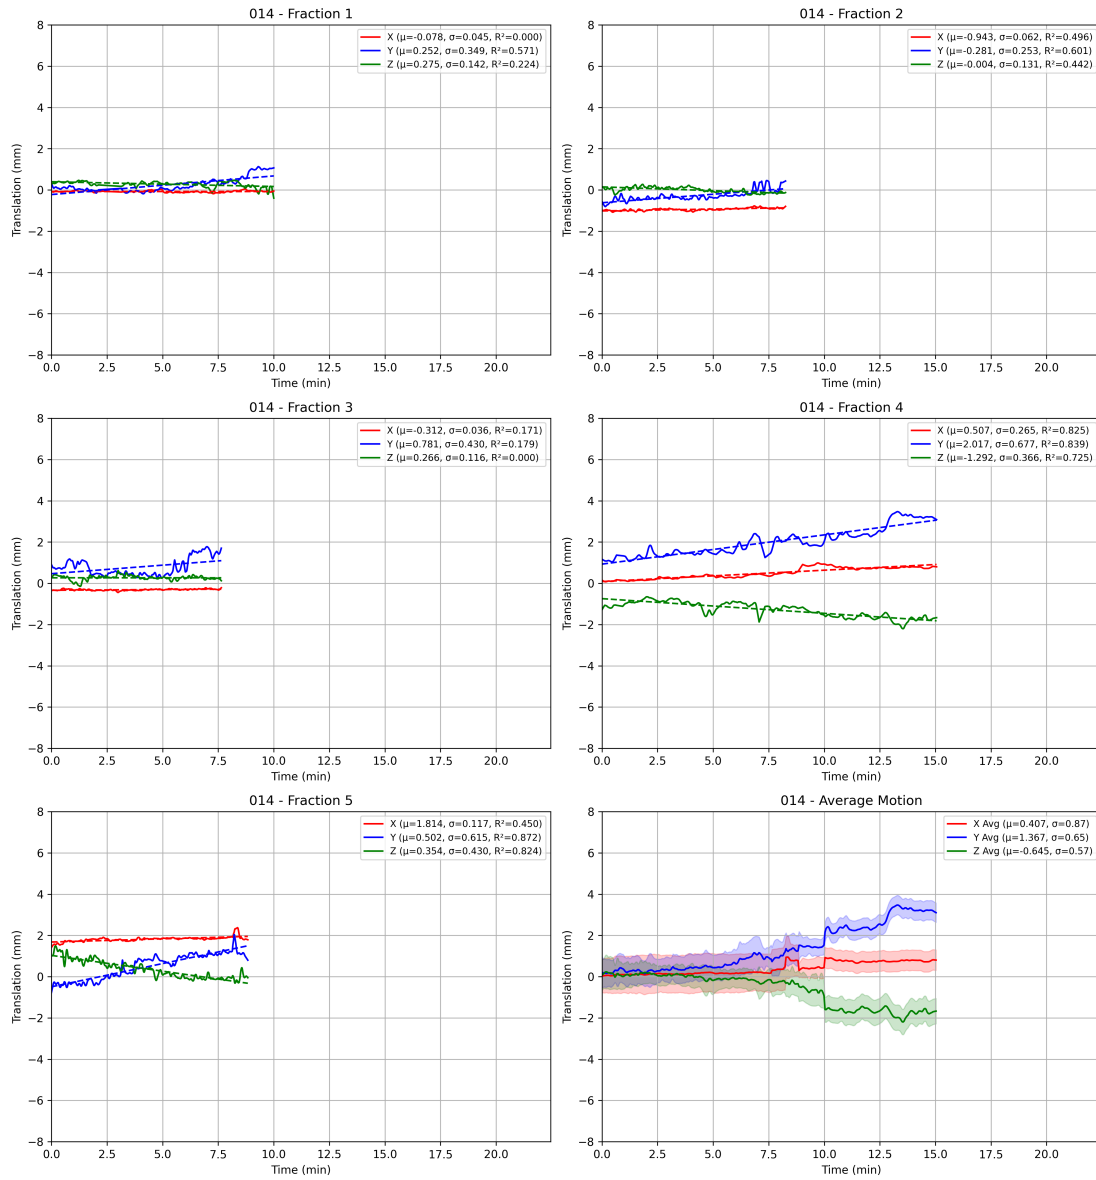 014 - Fraction 1
X (μ=-0.078, σ=0.045, R²=0.000)
Y (μ=0.252, σ=0.349, R²=0.571)
Z (μ=0.275, σ=0.142, R²=0.224)
Translation (mm)
8
6
4
2
0
−2
−4
−6
−8
0.0 2.5 5.0 7.5 10.0 12.5 15.0 17.5 20.0
Time (min)
014 - Fraction 2
X (μ=-0.943, σ=0.062, R²=0.496)
Y (μ=-0.281, σ=0.253, R²=0.601)
Z (μ=-0.004, σ=0.131, R²=0.442)
Translation (mm)
8
6
4
2
0
−2
−4
−6
−8
0.0 2.5 5.0 7.5 10.0 12.5 15.0 17.5 20.0
Time (min)
014 - Fraction 3
X (μ=-0.312, σ=0.036, R²=0.171)
Y (μ=0.781, σ=0.430, R²=0.179)
Z (μ=0.266, σ=0.116, R²=0.000)
Translation (mm)
8
6
4
2
0
−2
−4
−6
−8
0.0 2.5 5.0 7.5 10.0 12.5 15.0 17.5 20.0
Time (min)
014 - Fraction 4
X (μ=0.507, σ=0.265, R²=0.825)
Y (μ=2.017, σ=0.677, R²=0.839)
Z (μ=-1.292, σ=0.366, R²=0.725)
Translation (mm)
8
6
4
2
0
−2
−4
−6
−8
0.0 2.5 5.0 7.5 10.0 12.5 15.0 17.5 20.0
Time (min)
014 - Fraction 5
X (μ=1.814, σ=0.117, R²=0.450)
Y (μ=0.502, σ=0.615, R²=0.872)
Z (μ=0.354, σ=0.430, R²=0.824)
Translation (mm)
8
6
4
2
0
−2
−4
−6
−8
0.0 2.5 5.0 7.5 10.0 12.5 15.0 17.5 20.0
Time (min)
014 - Average Motion
X Avg (μ=0.407, σ=0.87)
Y Avg (μ=1.367, σ=0.65)
Z Avg (μ=-0.645, σ=0.57)
Translation (mm)
8
6
4
2
0
−2
−4
−6
−8
0.0 2.5 5.0 7.5 10.0 12.5 15.0 17.5 20.0
Time (min)